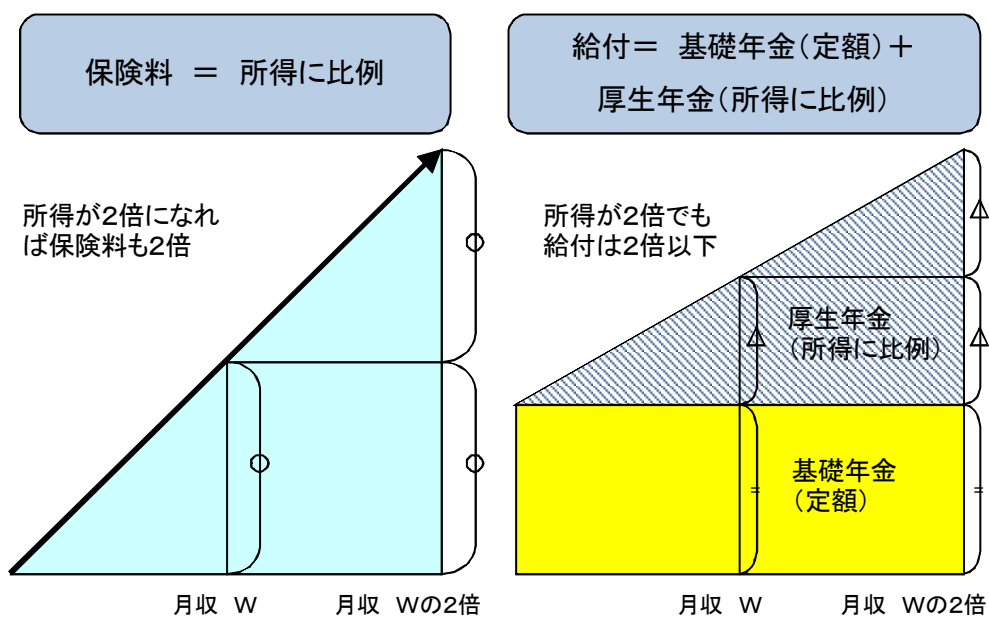 保険料 ＝ 所得に比例
給付＝ 基礎年金（定額）＋
厚生年金（所得に比例）
所得が２倍になれ
ば保険料も２倍
所得が２倍でも
給付は２倍以下
厚生年金
（所得に比例）
基礎年金
（定額）
＝
＝
月収 Ｗ
月収 Ｗの２倍
月収 Ｗ
月収 Ｗの２倍